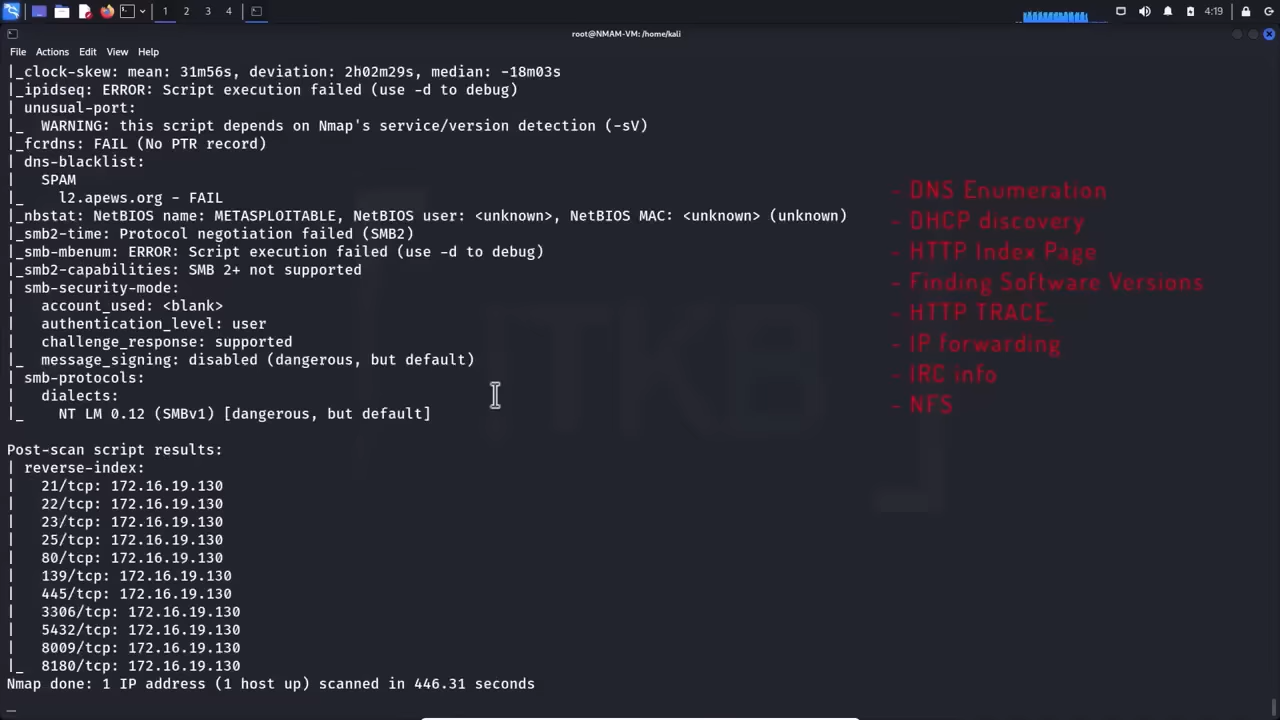 1 2 3 4
4:19
root@NMAM-VM: /home/kali
File Actions Edit View Help
|_clock-skew: mean: 31m56s, deviation: 2h02m29s, median: -18m03s
|_ipidseq: ERROR: Script execution failed (use -d to debug)
| unusual-port:
|_  WARNING: this script depends on Nmap's service/version detection (-sV)
|_fcrdns: FAIL (No PTR record)
| dns-blacklist:
|   SPAM
|_    l2.apews.org - FAIL
|_nbstat: NetBIOS name: METASPLOITABLE, NetBIOS user: <unknown>, NetBIOS MAC: <unknown> (unknown)
|_smb2-time: Protocol negotiation failed (SMB2)
|_smb-mbenum: ERROR: Script execution failed (use -d to debug)
|_smb2-capabilities: SMB 2+ not supported
| smb-security-mode:
|   account_used: <blank>
|   authentication_level: user
|   challenge_response: supported
|_  message_signing: disabled (dangerous, but default)
| smb-protocols:
|   dialects:
|_    NT LM 0.12 (SMBv1) [dangerous, but default]
Post-scan script results:
| reverse-index:
|   21/tcp: 172.16.19.130
|   22/tcp: 172.16.19.130
|   23/tcp: 172.16.19.130
|   25/tcp: 172.16.19.130
|   80/tcp: 172.16.19.130
|   139/tcp: 172.16.19.130
|   445/tcp: 172.16.19.130
|   3306/tcp: 172.16.19.130
|   5432/tcp: 172.16.19.130
|   8009/tcp: 172.16.19.130
|_  8180/tcp: 172.16.19.130
Nmap done: 1 IP address (1 host up) scanned in 446.31 seconds
- DNS Enumeration
- DHCP discovery
- HTTP Index Page
- Finding Software Versions
- HTTP TRACE
- IP forwarding
- IRC info
- NFS